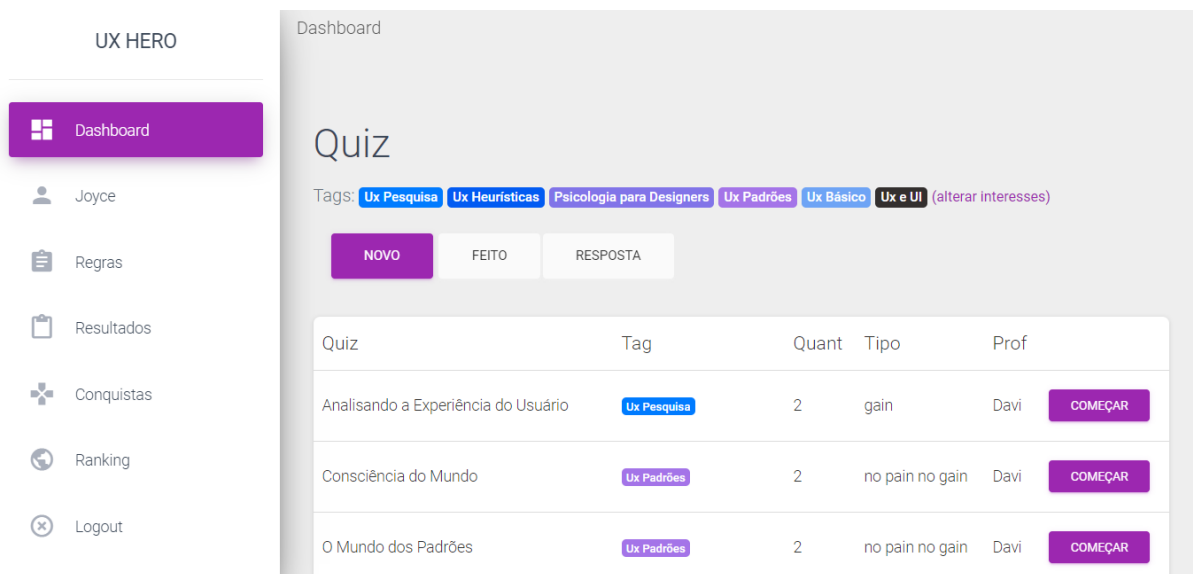 UX HERO
Dashboard
Joyce
Regras
Resultados
Conquistas
Ranking
Logout
Dashboard
Quiz
Tags: Ux Pesquisa Ux Heurísticas Psicologia para Designers Ux Padrões Ux Básico Ux e UI (alterar interesses)
NOVO FEITO RESPOSTA
Quiz Tag Quant Tipo Prof
Analisando a Experiência do Usuário Ux Pesquisa 2 gain Davi COMEÇAR
Consciência do Mundo Ux Padrões 2 no pain no gain Davi COMEÇAR
O Mundo dos Padrões Ux Padrões 2 no pain no gain Davi COMEÇAR